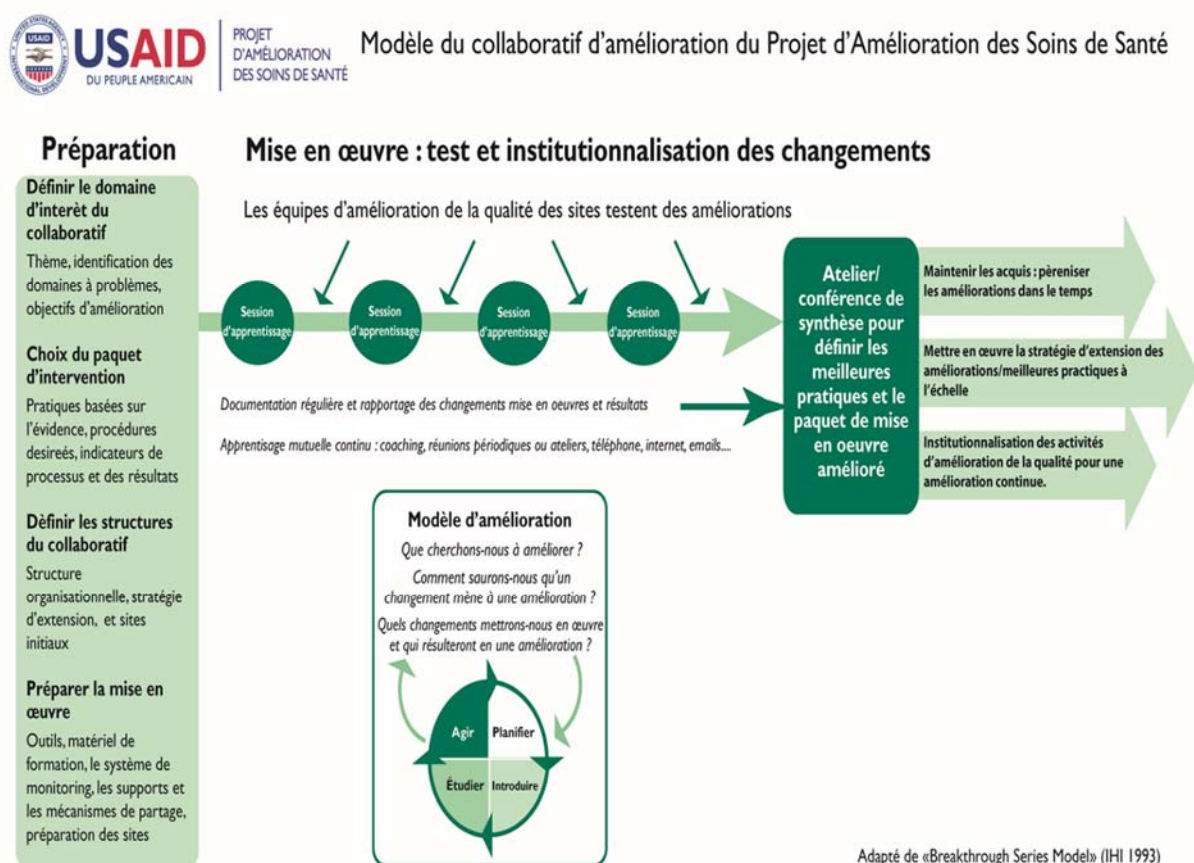 USAID
DU PEUPLE AMERICAIN
PROJET
D'AMÉLIORATION
DES SOINS DE SANTÉ
Modèle du collaboratif d'amélioration du Projet d'Amélioration des Soins de Santé
Préparation
Définir le domaine
d'interèt du
collaboratif
Thème, identification des
domaines à problèmes,
objectifs d'amélioration
Choix du paquet
d'intervention
Pratiques basées sur
l'évidence, procédures
desireés, indicateurs de
processus et des résultats
Dèfinir les structures
du collaboratif
Structure
organisationnelle, stratégie
d'extension, et sites
initiaux
Préparer la mise en
œuvre
Outils, matériel de
formation, le système de
monitoring, les supports et
les mécanismes de partage,
préparation des sites
Mise en œuvre : test et institutionnalisation des changements
Les équipes d'amélioration de la qualité des sites testent des améliorations
Session
d'apprentissage
Session
d'apprentissage
Session
d'apprentissage
Session
d'apprentissage
Documentation régulière et rapportage des changements mise en oeuvres et résultats
Apprentisage mutuelle continu : coaching, réunions périodiques ou ateliers, téléphone, internet, emails....
Atelier/
conférence de
synthèse pour
définir les
meilleures
pratiques et le
paquet de mise
en oeuvre
amélioré
Maintenir les acquis : pèreniser
les améliorations dans le temps
Mettre en œuvre la stratégie d'extension des
améliorations/meilleures practiques à
l'échelle
Institutionnalisation des activités
d'amélioration de la qualité pour une
amélioration continue.
Modèle d'amélioration
Que cherchons-nous à améliorer ?
Comment saurons-nous qu'un
changement mène à une amélioration ?
Quels changements mettrons-nous en œuvre
et qui résulteront en une amélioration ?
Agir
Planifier
Étudier
Introduire
Adapté de «Breakthrough Series Model» (IHI 1993)